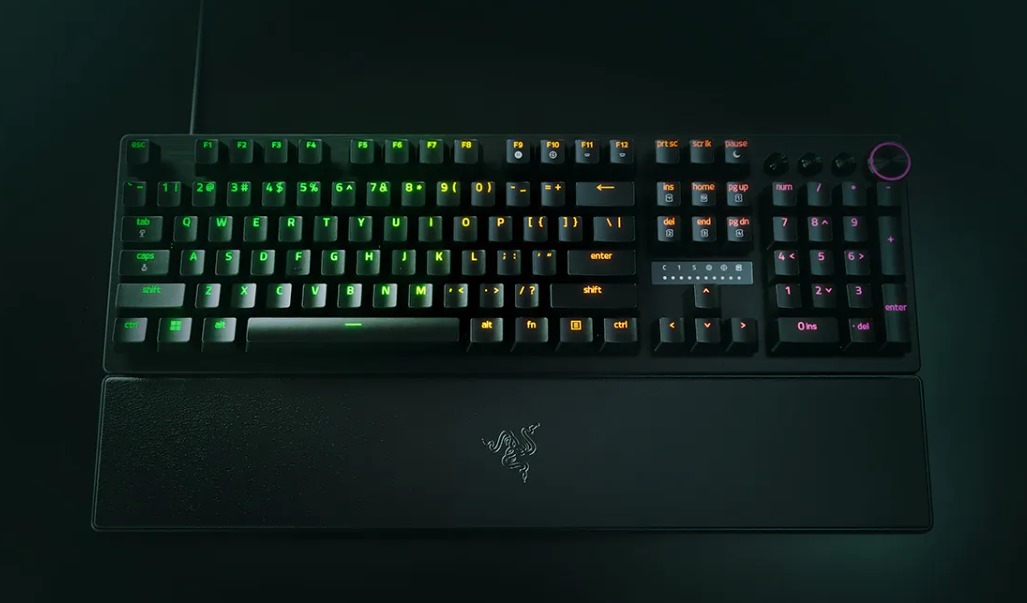 esc F1 F2 F3 F4 F5 F6 F7 F8 F9 F10 F11 F12 prt sc scr lk pause
` ~ 1 ! 2 @ 3 # 4 $ 5 % 6 ^ 7 & 8 * 9 ( 0 ) - _ = + ← ins home pg up num / * -
tab Q W E R T Y U I O P [ { ] } \ | del end pg dn 7 8 ^ 9 +
caps A S D F G H J K L ; : ' " enter 4 < 5 6 >
C 1 S
shift Z X C V B N M , < . > / ? shift ^ 1 2 v 3 enter
ctrl alt alt fn ctrl < v > 0 ins . del